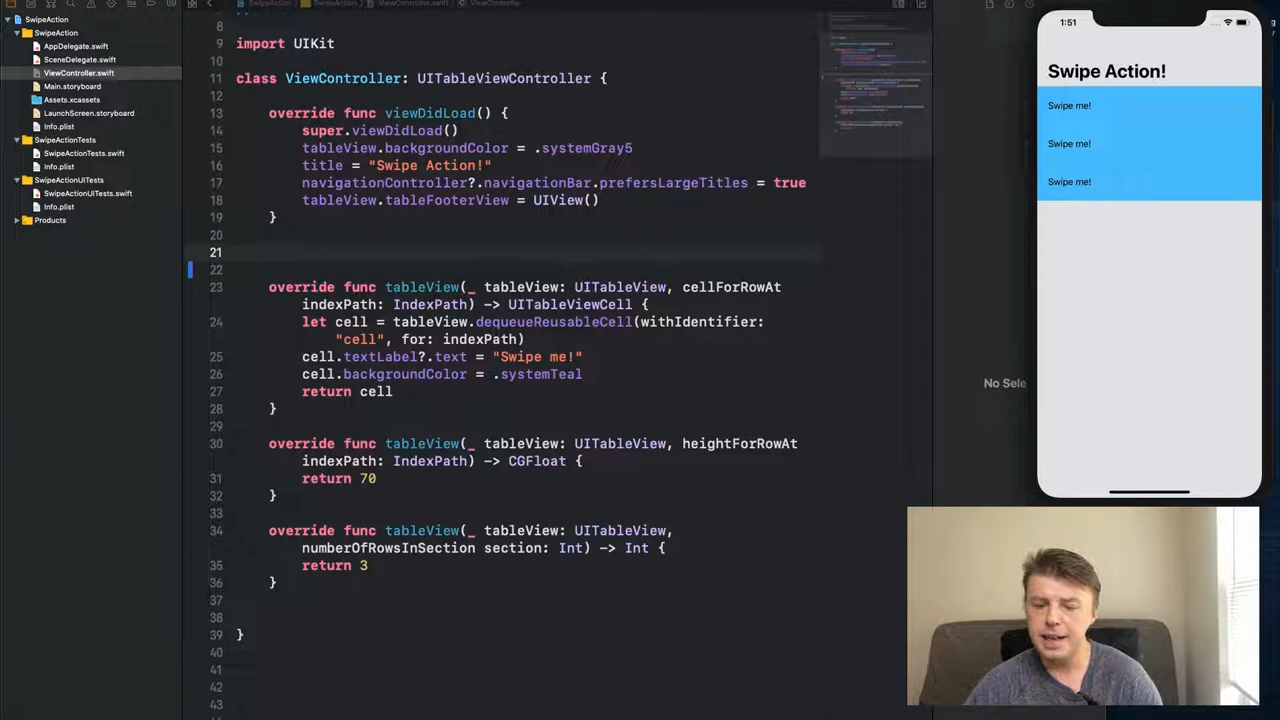 SwipeAction
SwipeAction
AppDelegate.swift
SceneDelegate.swift
ViewController.swift
Main.storyboard
Assets.xcassets
LaunchScreen.storyboard
Info.plist
SwipeActionTests
SwipeActionTests.swift
Info.plist
SwipeActionUITests
SwipeActionUITests.swift
Info.plist
Products
SwipeAction
SwipeAction
ViewController.swift
ViewController
8
9 import UIKit
10
11 class ViewController: UITableViewController {
12
13 override func viewDidLoad() {
14 super.viewDidLoad()
15 tableView.backgroundColor = .systemGray5
16 title = "Swipe Action!"
17 navigationController?.navigationBar.prefersLargeTitles = true
18 tableView.tableFooterView = UIView()
19 }
20
21
22
23 override func tableView(_ tableView: UITableView, cellForRowAt
indexPath: IndexPath) -> UITableViewCell {
24 let cell = tableView.dequeueReusableCell(withIdentifier:
"cell", for: indexPath)
25 cell.textLabel?.text = "Swipe me!"
26 cell.backgroundColor = .systemTeal
27 return cell
28 }
29
30 override func tableView(_ tableView: UITableView, heightForRowAt
indexPath: IndexPath) -> CGFloat {
31 return 70
32 }
33
34 override func tableView(_ tableView: UITableView,
numberOfRowsInSection section: Int) -> Int {
35 return 3
36 }
37
38
39 }
40
41
42
43
No Sele
1:51
Swipe Action!
Swipe me!
Swipe me!
Swipe me!